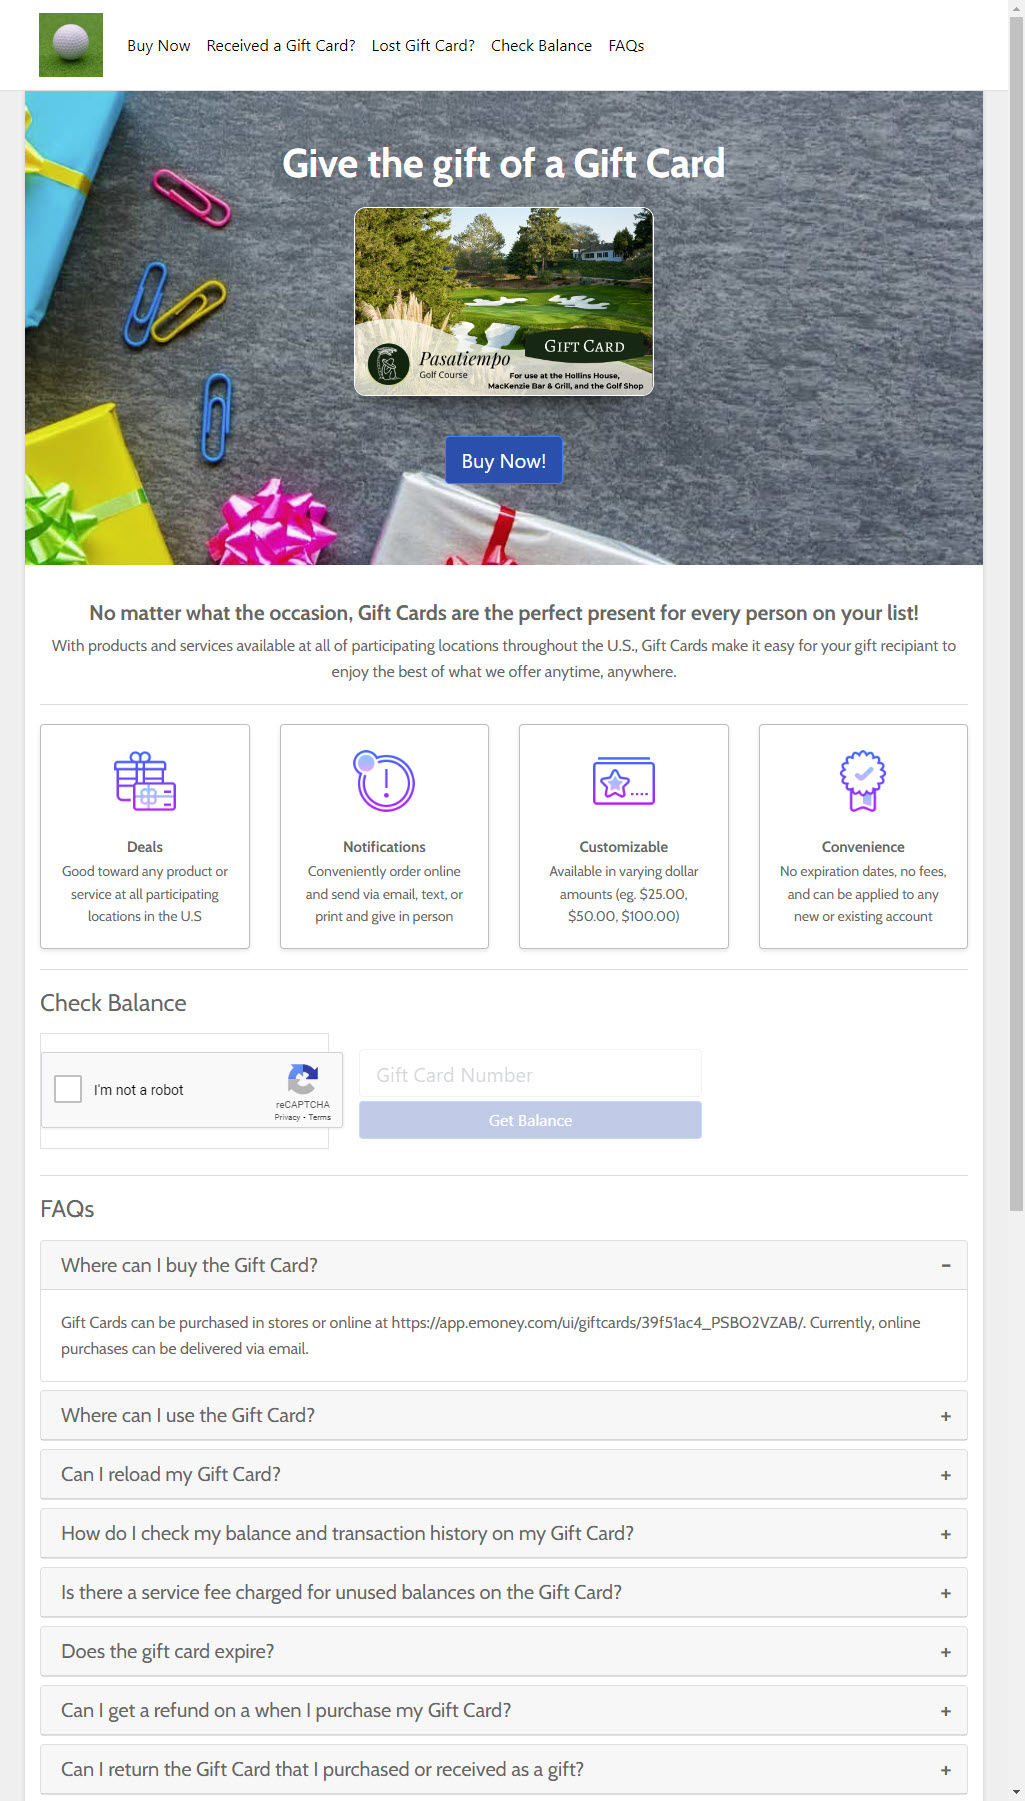 Buy Now Received a Gift Card? Lost Gift Card? Check Balance FAQs
Give the gift of a Gift Card
Pasatiempo
Golf Course
GIFT CARD
For use at the Hollins House,
MacKenzie Bar & Grill, and the Golf Shop
Buy Now!
No matter what the occasion, Gift Cards are the perfect present for every person on your list!
With products and services available at all of participating locations throughout the U.S., Gift Cards make it easy for your gift recipiant to
enjoy the best of what we offer anytime, anywhere.
Deals
Good toward any product or
service at all participating
locations in the U.S
Notifications
Conveniently order online
and send via email, text, or
print and give in person
Customizable
Available in varying dollar
amounts (eg. $25.00,
$50.00, $100.00)
Convenience
No expiration dates, no fees,
and can be applied to any
new or existing account
Check Balance
I'm not a robot
reCAPTCHA
Privacy - Terms
Gift Card Number
Get Balance
FAQs
Where can I buy the Gift Card?
Gift Cards can be purchased in stores or online at https://app.emoney.com/ui/giftcards/39f51ac4_PSBO2VZAB/. Currently, online
purchases can be delivered via email.
Where can I use the Gift Card?
Can I reload my Gift Card?
How do I check my balance and transaction history on my Gift Card?
Is there a service fee charged for unused balances on the Gift Card?
Does the gift card expire?
Can I get a refund on a when I purchase my Gift Card?
Can I return the Gift Card that I purchased or received as a gift?